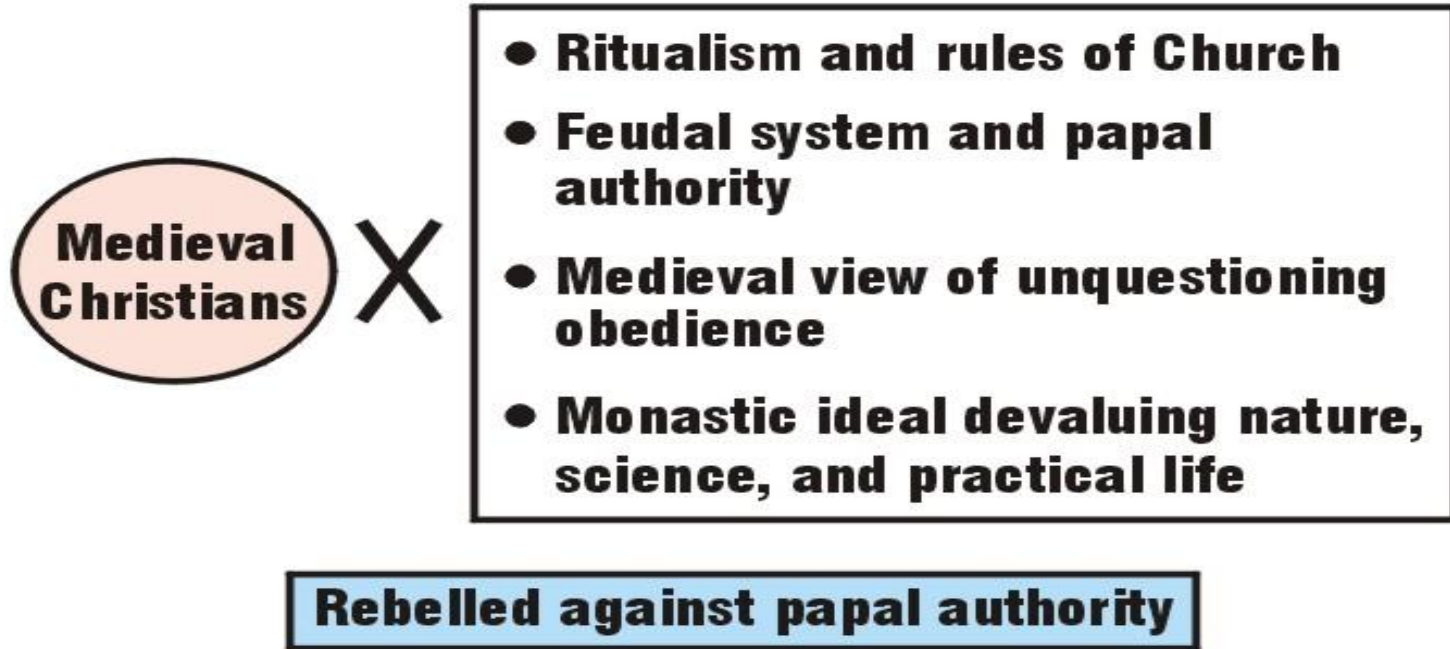 Medieval
Christians
X
● Ritualism and rules of Church
● Feudal system and papal
authority
● Medieval view of unquestioning
obedience
● Monastic ideal devaluing nature,
science, and practical life
Rebelled against papal authority